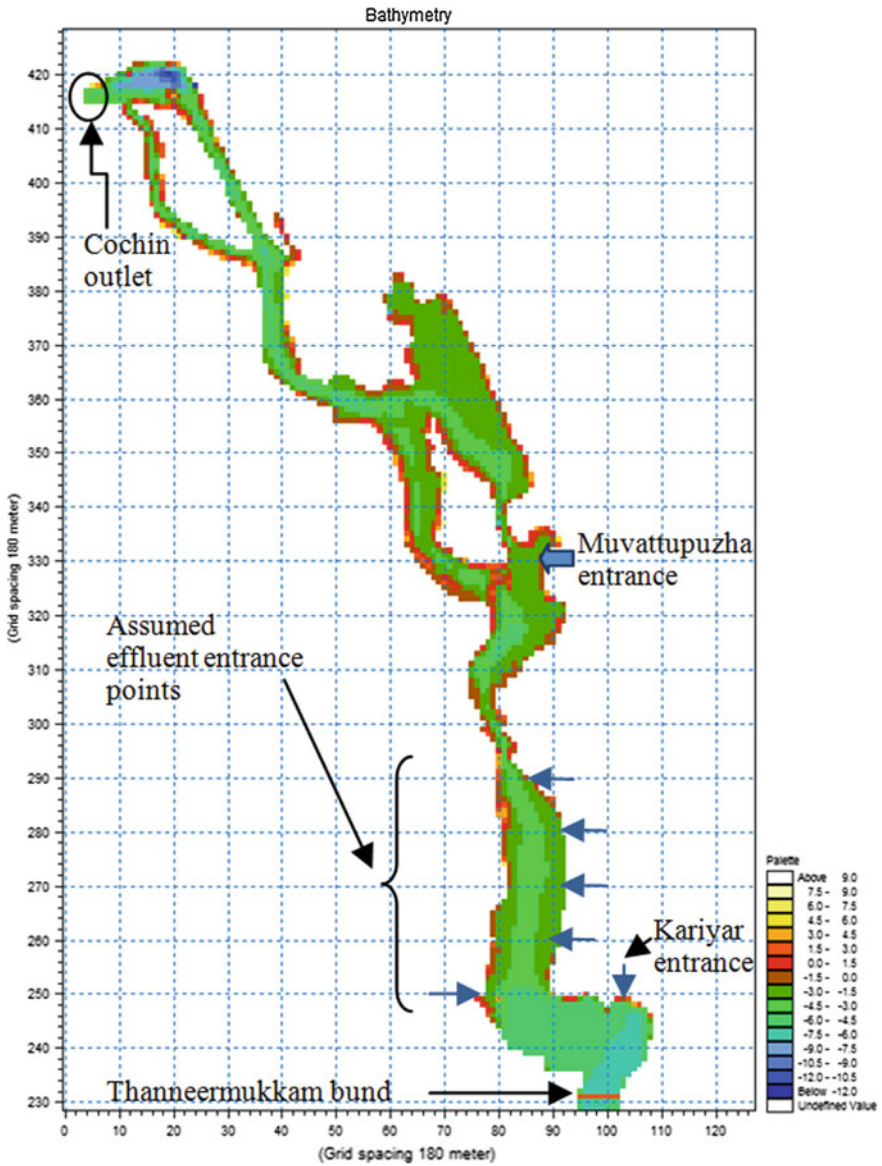 Bathymetry
420
410
400
390
380
370
360
350
340
330
320
310
300
290
280
270
260
250
240
230
(Grid spacing 180 meter)
Cochin
outlet
Muvattupuzha
entrance
Assumed
effluent entrance
points
Kariyar
entrance
Thanneermukkam bund
0 10 20 30 40 50 60 70 80 90 100 110 120
(Grid spacing 180 meter)
Palette
Above 9.0
7.5 - 9.0
6.0 - 7.5
4.5 - 6.0
3.0 - 4.5
1.5 - 3.0
0.0 - 1.5
-1.5 - 0.0
-3.0 - -1.5
-4.5 - -3.0
-6.0 - -4.5
-7.5 - -6.0
-9.0 - -7.5
-10.5 - -9.0
-12.0 - -10.5
Below -12.0
Undefined Value